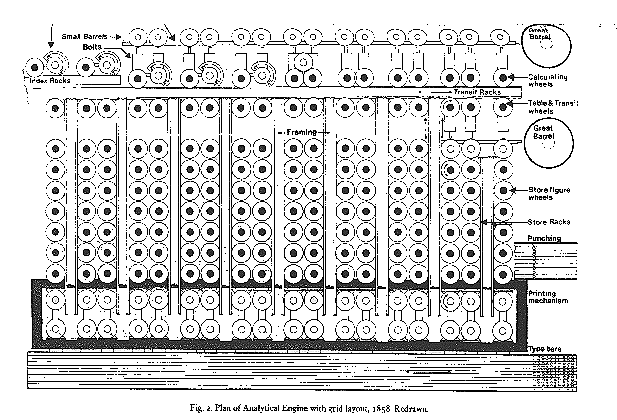 Small Barrels
Great
Barrel
Bolts
Index Racks
Calculating
wheels
Transit Racks
Table & Transit
wheels
Framing
Great
Barrel
Store figure
wheels
Store Racks
Punching
Printing
mechanism
Type bars
Fig. 2. Plan of Analytical Engine with grid layout, 1858. Redrawn.